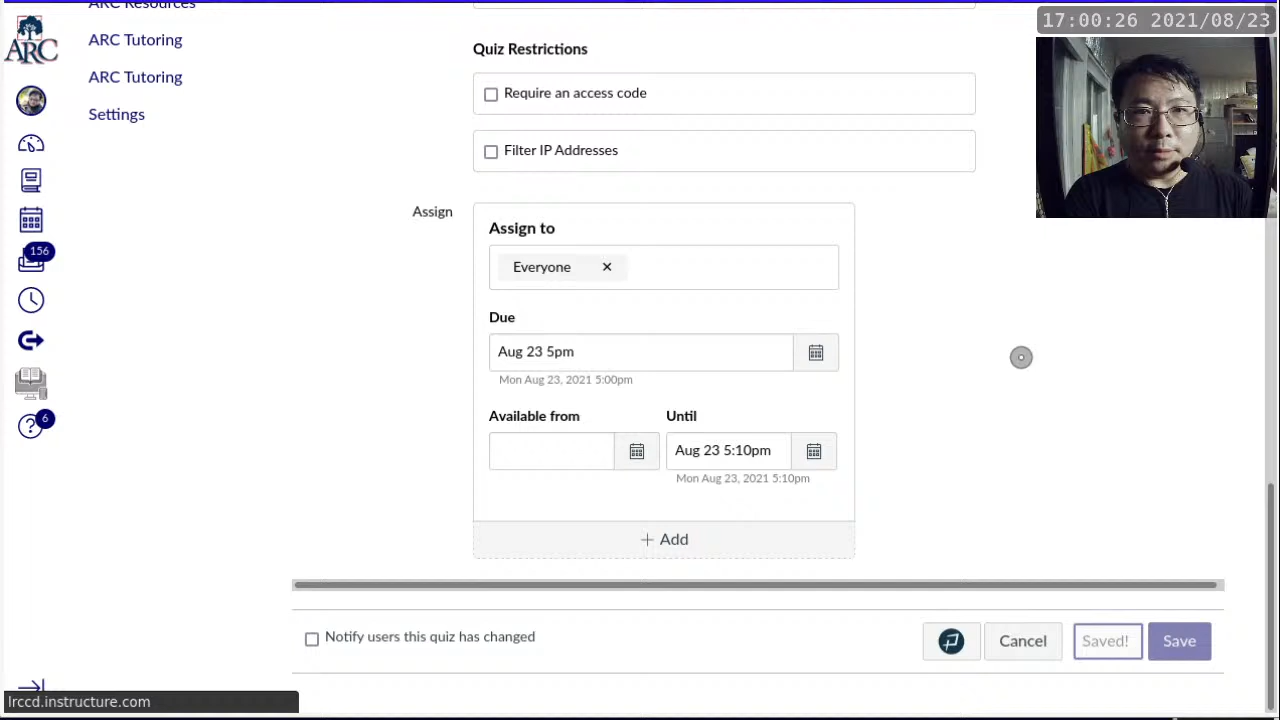 ARC Resources
17:00:26 2021/08/23
ARC
ARC Tutoring
ARC Tutoring
Settings
156
6
Quiz Restrictions
Require an access code
Filter IP Addresses
Assign
Assign to
Everyone ×
Due
Aug 23 5pm
Mon Aug 23, 2021 5:00pm
Available from
Until
Aug 23 5:10pm
Mon Aug 23, 2021 5:10pm
+ Add
Notify users this quiz has changed
Cancel
Saved!
Save
lrccd.instructure.com